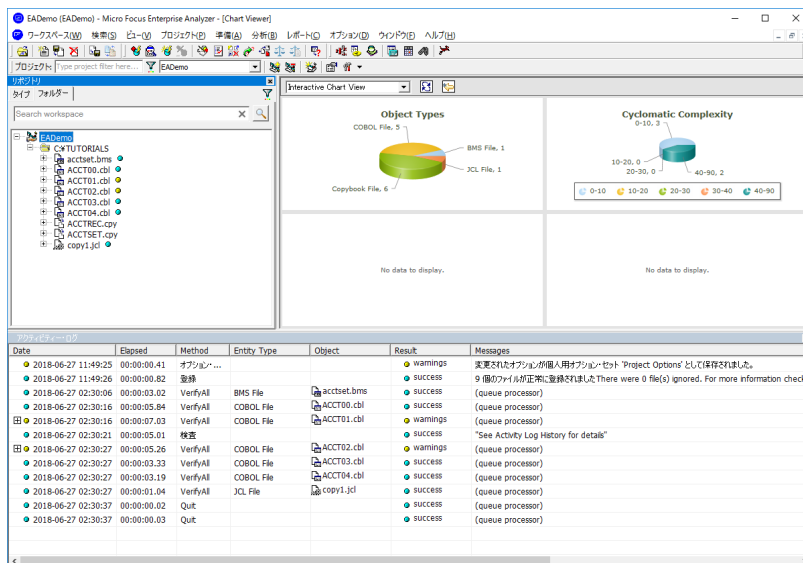 EADemo (EADemo) - Micro Focus Enterprise Analyzer - [Chart Viewer]
ワークスペース(W) 検索(S) ビュー(V) プロジェクト(P) 準備(A) 分析(B) レポート(C) オプション(D) ウィンドウ(E) ヘルプ(H)
プロジェクト: Type project filter here... EADemo
リポジトリ
タイプ フォルダー
Search workspace
Interactive Chart View
EADemo
C:¥TUTORIALS
acctset.bms
ACCT00.cbl
ACCT01.cbl
ACCT02.cbl
ACCT03.cbl
ACCT04.cbl
ACCTREC.cpy
ACCTSET.cpy
copy1.jcl
Object Types
COBOL File, 5
BMS File, 1
JCL File, 1
Copybook File, 6
Cyclomatic Complexity
0-10, 3
10-20, 0
20-30, 0
40-90, 2
0-10 10-20 20-30 30-40 40-90
No data to display.
No data to display.
アクティビティ・ログ
Date Elapsed Method Entity Type Object Result Messages
2018-06-27 11:49:25 00:00:00.41 オプション・... warnings 変更されたオプションが個人用オプション・セット 'Project Options' として保存されました。
2018-06-27 11:49:26 00:00:00.82 登録 success 9 個のファイルが正常に登録されましたThere were 0 file(s) ignored. For more information check
2018-06-27 02:30:06 00:00:03.02 VerifyAll BMS File acctset.bms success (queue processor)
2018-06-27 02:30:16 00:00:05.84 VerifyAll COBOL File ACCT00.cbl success (queue processor)
2018-06-27 02:30:16 00:00:07.03 VerifyAll COBOL File ACCT01.cbl warnings (queue processor)
2018-06-27 02:30:21 00:00:05.01 検査 success "See Activity Log History for details"
2018-06-27 02:30:27 00:00:05.26 VerifyAll COBOL File ACCT02.cbl warnings (queue processor)
2018-06-27 02:30:27 00:00:03.33 VerifyAll COBOL File ACCT03.cbl success (queue processor)
2018-06-27 02:30:27 00:00:03.19 VerifyAll COBOL File ACCT04.cbl success (queue processor)
2018-06-27 02:30:27 00:00:01.04 VerifyAll JCL File copy1.jcl success (queue processor)
2018-06-27 02:30:37 00:00:00.02 Quit success (queue processor)
2018-06-27 02:30:37 00:00:00.03 Quit success (queue processor)